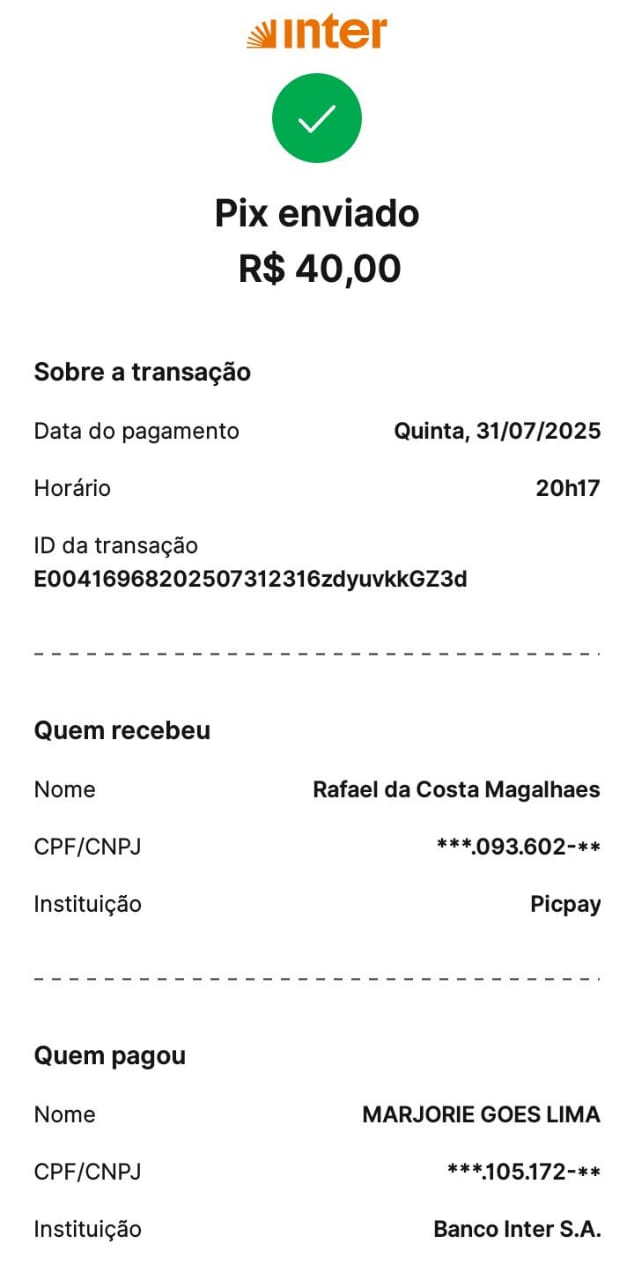 inter
Pix enviado
R$ 40,00
Sobre a transação
Data do pagamento Quinta, 31/07/2025
Horário 20h17
ID da transação
E00416968202507312316zdyuvkkGZ3d
Quem recebeu
Nome Rafael da Costa Magalhaes
CPF/CNPJ ***.093.602-**
Instituição Picpay
Quem pagou
Nome MARJORIE GOES LIMA
CPF/CNPJ ***.105.172-**
Instituição Banco Inter S.A.